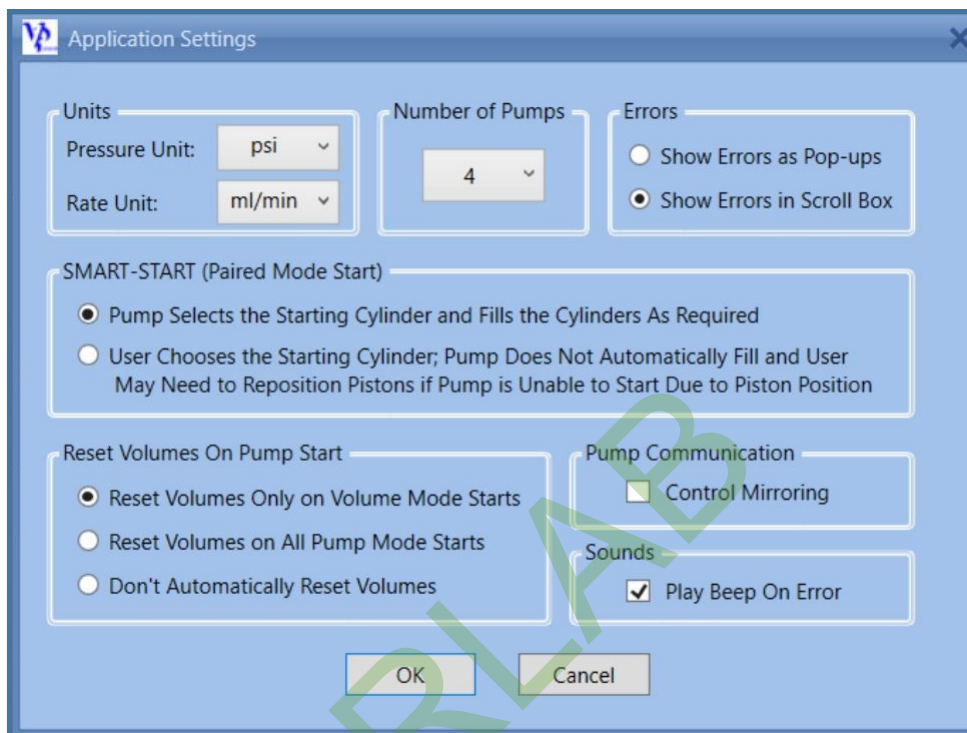 Application Settings
Units
Pressure Unit:
psi
Rate Unit:
ml/min
Number of Pumps
4
Errors
Show Errors as Pop-ups
Show Errors in Scroll Box
SMART-START (Paired Mode Start)
Pump Selects the Starting Cylinder and Fills the Cylinders As Required
User Chooses the Starting Cylinder; Pump Does Not Automatically Fill and User
May Need to Reposition Pistons if Pump is Unable to Start Due to Piston Position
Reset Volumes On Pump Start
Reset Volumes Only on Volume Mode Starts
Reset Volumes on All Pump Mode Starts
Don't Automatically Reset Volumes
Pump Communication
Control Mirroring
Sounds
Play Beep On Error
OK
Cancel
RLAB